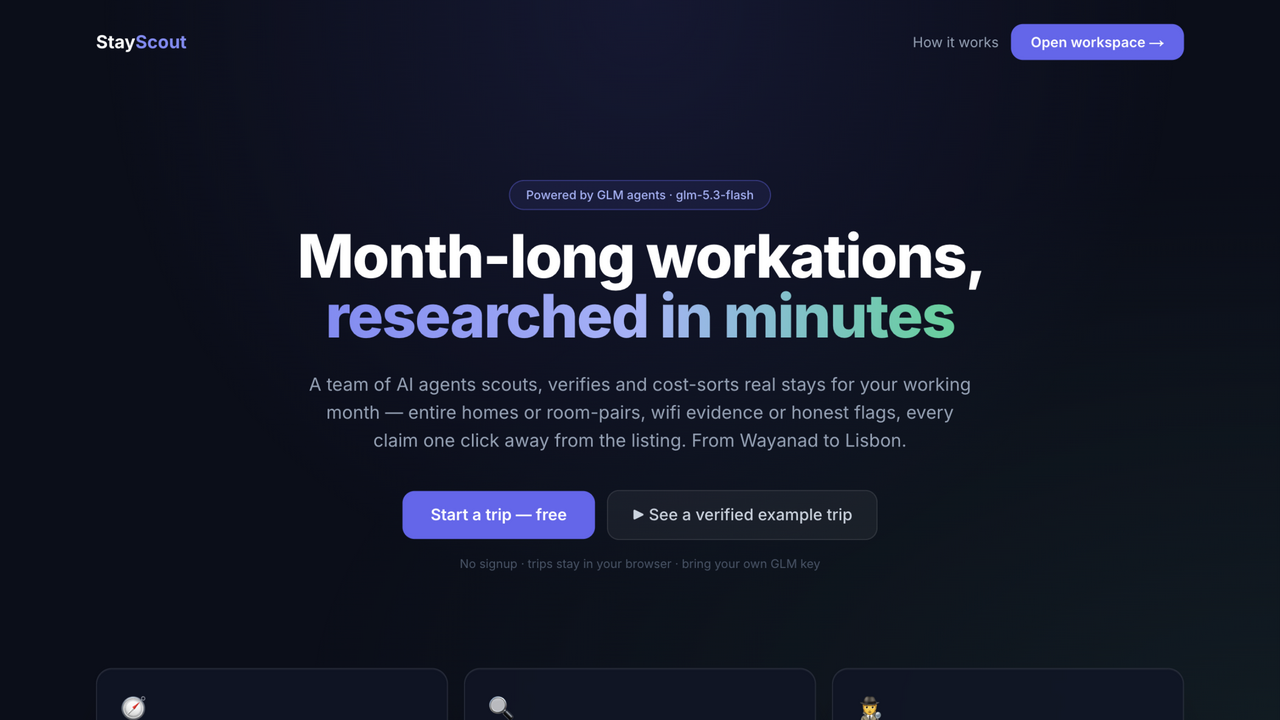 StayScout
How it works
Open workspace →
Powered by GLM agents · glm-5.3-flash
Month-long workations,
researched in minutes
A team of AI agents scouts, verifies and cost-sorts real stays for your working
month — entire homes or room-pairs, wifi evidence or honest flags, every
claim one click away from the listing. From Wayanad to Lisbon.
Start a trip — free
▶ See a verified example trip
No signup · trips stay in your browser · bring your own GLM key